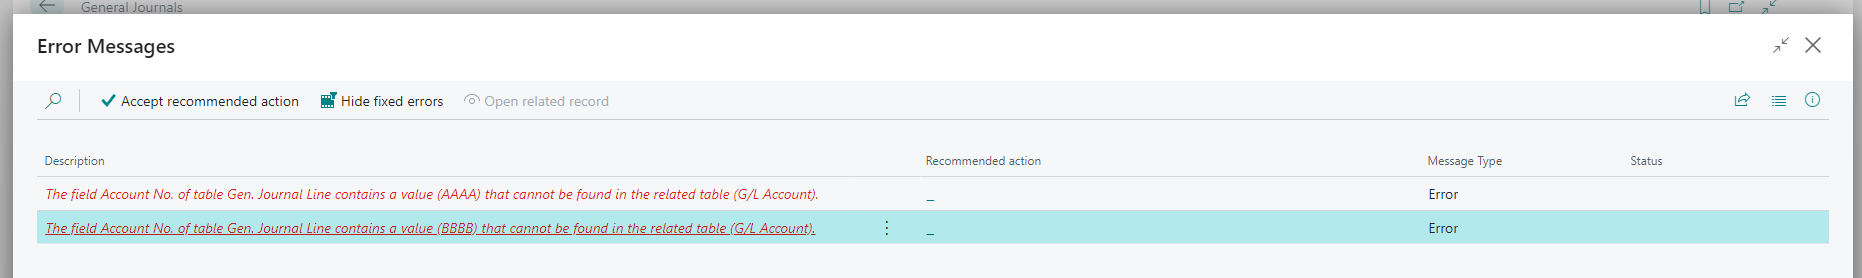 General Journals
Error Messages
Accept recommended action Hide fixed errors Open related record
Description Recommended action Message Type Status
The field Account No. of table Gen. Journal Line contains a value (AAAA) that cannot be found in the related table (G/L Account). _ Error
The field Account No. of table Gen. Journal Line contains a value (BBBB) that cannot be found in the related table (G/L Account). _ Error